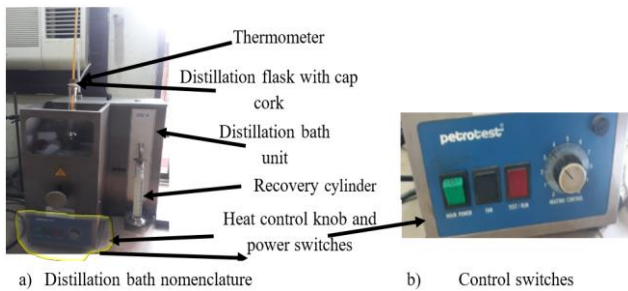 Thermometer
Distillation flask with cap
cork
Distillation bath
unit
Recovery cylinder
Heat control knob and
power switches
petrotest
MAIN POWER FAN TEST / RUN HEATING CONTROL
a) Distillation bath nomenclature
b) Control switches